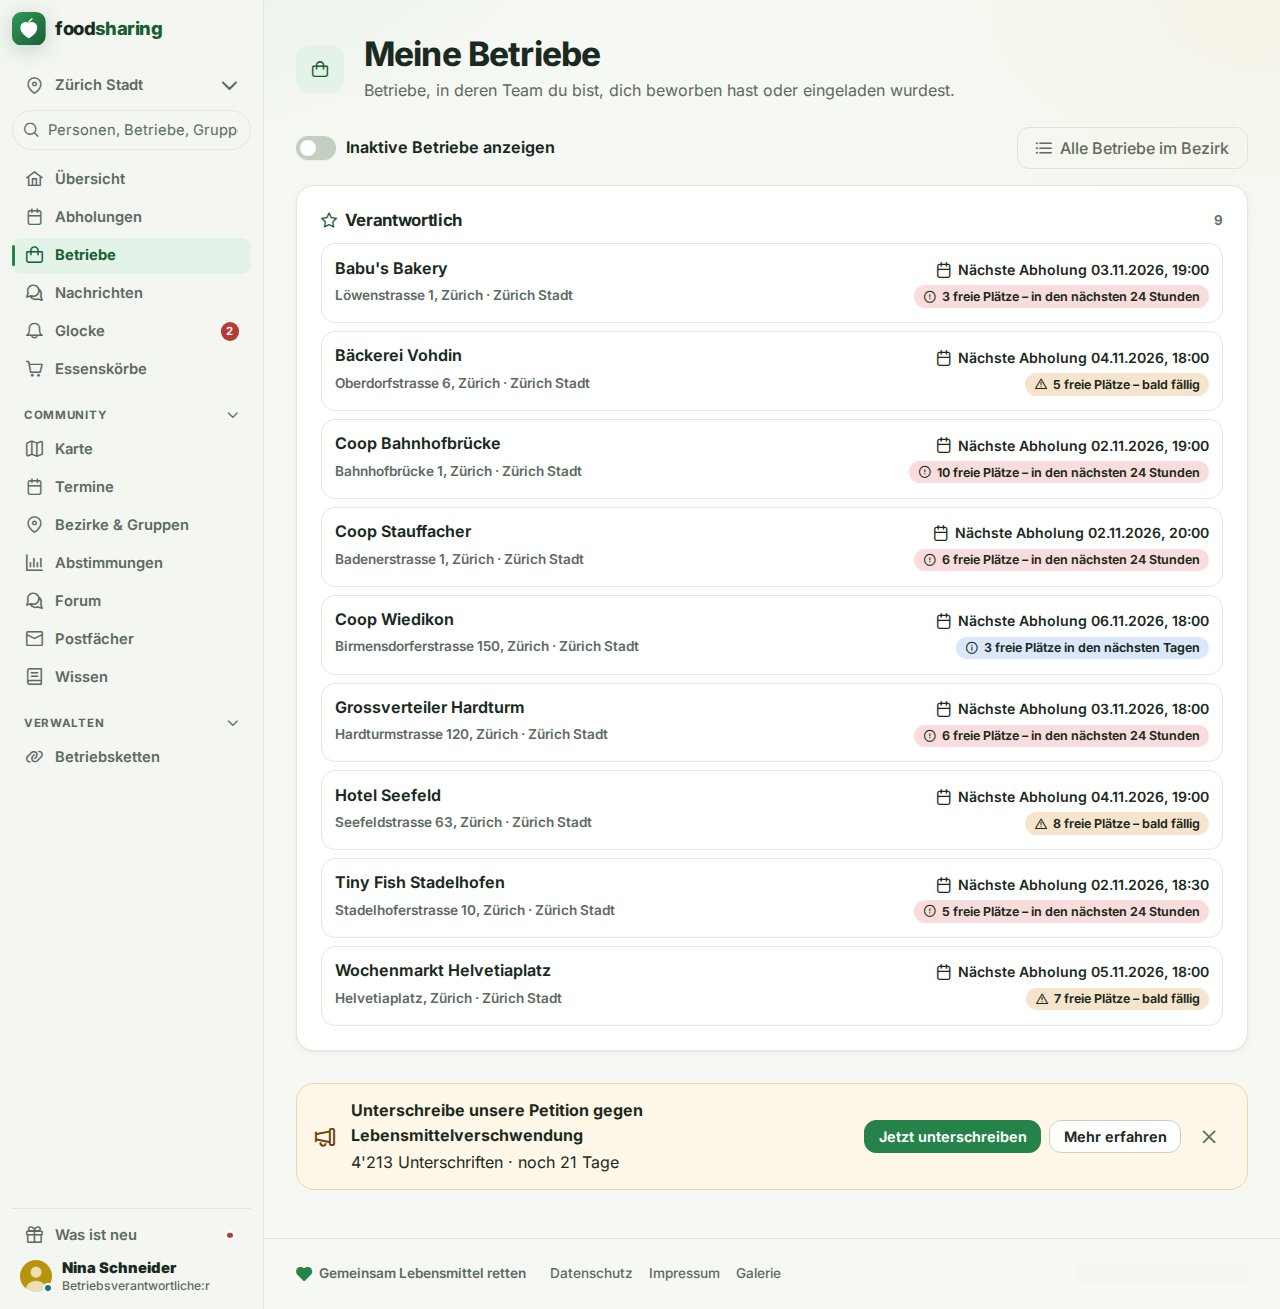 foodsharing
Zürich Stadt
Personen, Betriebe, Grupp
Übersicht
Abholungen
Betriebe
Nachrichten
Glocke 2
Essenskörbe
COMMUNITY
Karte
Termine
Bezirke & Gruppen
Abstimmungen
Forum
Postfächer
Wissen
VERWALTEN
Betriebsketten
Was ist neu
Nina Schneider
Betriebsverantwortliche:r
Meine Betriebe
Betriebe, in deren Team du bist, dich beworben hast oder eingeladen wurdest.
Inaktive Betriebe anzeigen
Alle Betriebe im Bezirk
Verantwortlich 9
Babu's Bakery
Löwenstrasse 1, Zürich · Zürich Stadt
Nächste Abholung 03.11.2026, 19:00
3 freie Plätze – in den nächsten 24 Stunden
Bäckerei Vohdin
Oberdorfstrasse 6, Zürich · Zürich Stadt
Nächste Abholung 04.11.2026, 18:00
5 freie Plätze – bald fällig
Coop Bahnhofbrücke
Bahnhofbrücke 1, Zürich · Zürich Stadt
Nächste Abholung 02.11.2026, 19:00
10 freie Plätze – in den nächsten 24 Stunden
Coop Stauffacher
Badenerstrasse 1, Zürich · Zürich Stadt
Nächste Abholung 02.11.2026, 20:00
6 freie Plätze – in den nächsten 24 Stunden
Coop Wiedikon
Birmensdorferstrasse 150, Zürich · Zürich Stadt
Nächste Abholung 06.11.2026, 18:00
3 freie Plätze in den nächsten Tagen
Grossverteiler Hardturm
Hardturmstrasse 120, Zürich · Zürich Stadt
Nächste Abholung 03.11.2026, 18:00
6 freie Plätze – in den nächsten 24 Stunden
Hotel Seefeld
Seefeldstrasse 63, Zürich · Zürich Stadt
Nächste Abholung 04.11.2026, 19:00
8 freie Plätze – bald fällig
Tiny Fish Stadelhofen
Stadelhoferstrasse 10, Zürich · Zürich Stadt
Nächste Abholung 02.11.2026, 18:30
5 freie Plätze – in den nächsten 24 Stunden
Wochenmarkt Helvetiaplatz
Helvetiaplatz, Zürich · Zürich Stadt
Nächste Abholung 05.11.2026, 18:00
7 freie Plätze – bald fällig
Unterschreibe unsere Petition gegen
Lebensmittelverschwendung
4'213 Unterschriften · noch 21 Tage
Jetzt unterschreiben
Mehr erfahren
Gemeinsam Lebensmittel retten Datenschutz Impressum Galerie